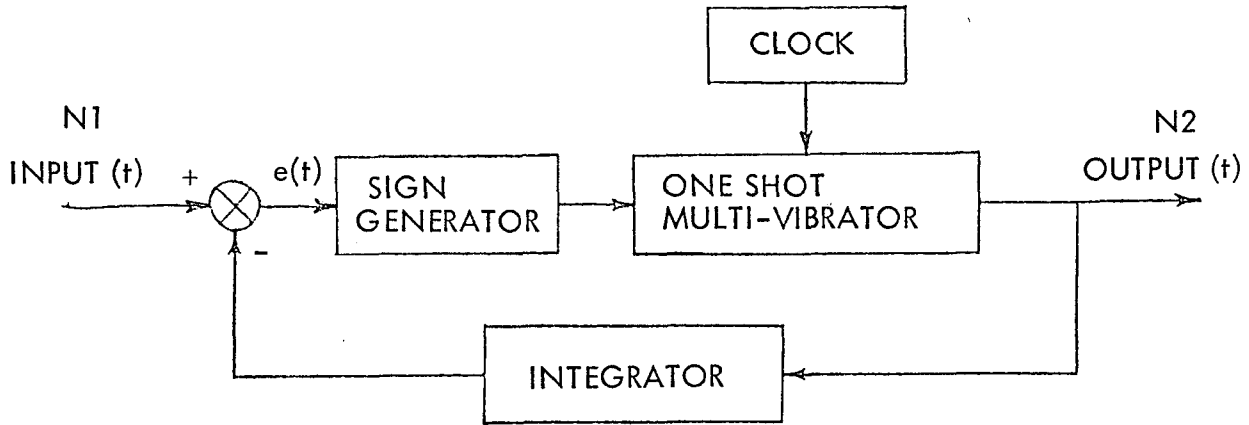 CLOCK
N1
INPUT (t)
+
e(t)
SIGN
GENERATOR
ONE SHOT
MULTI-VIBRATOR
N2
OUTPUT (t)
-
INTEGRATOR